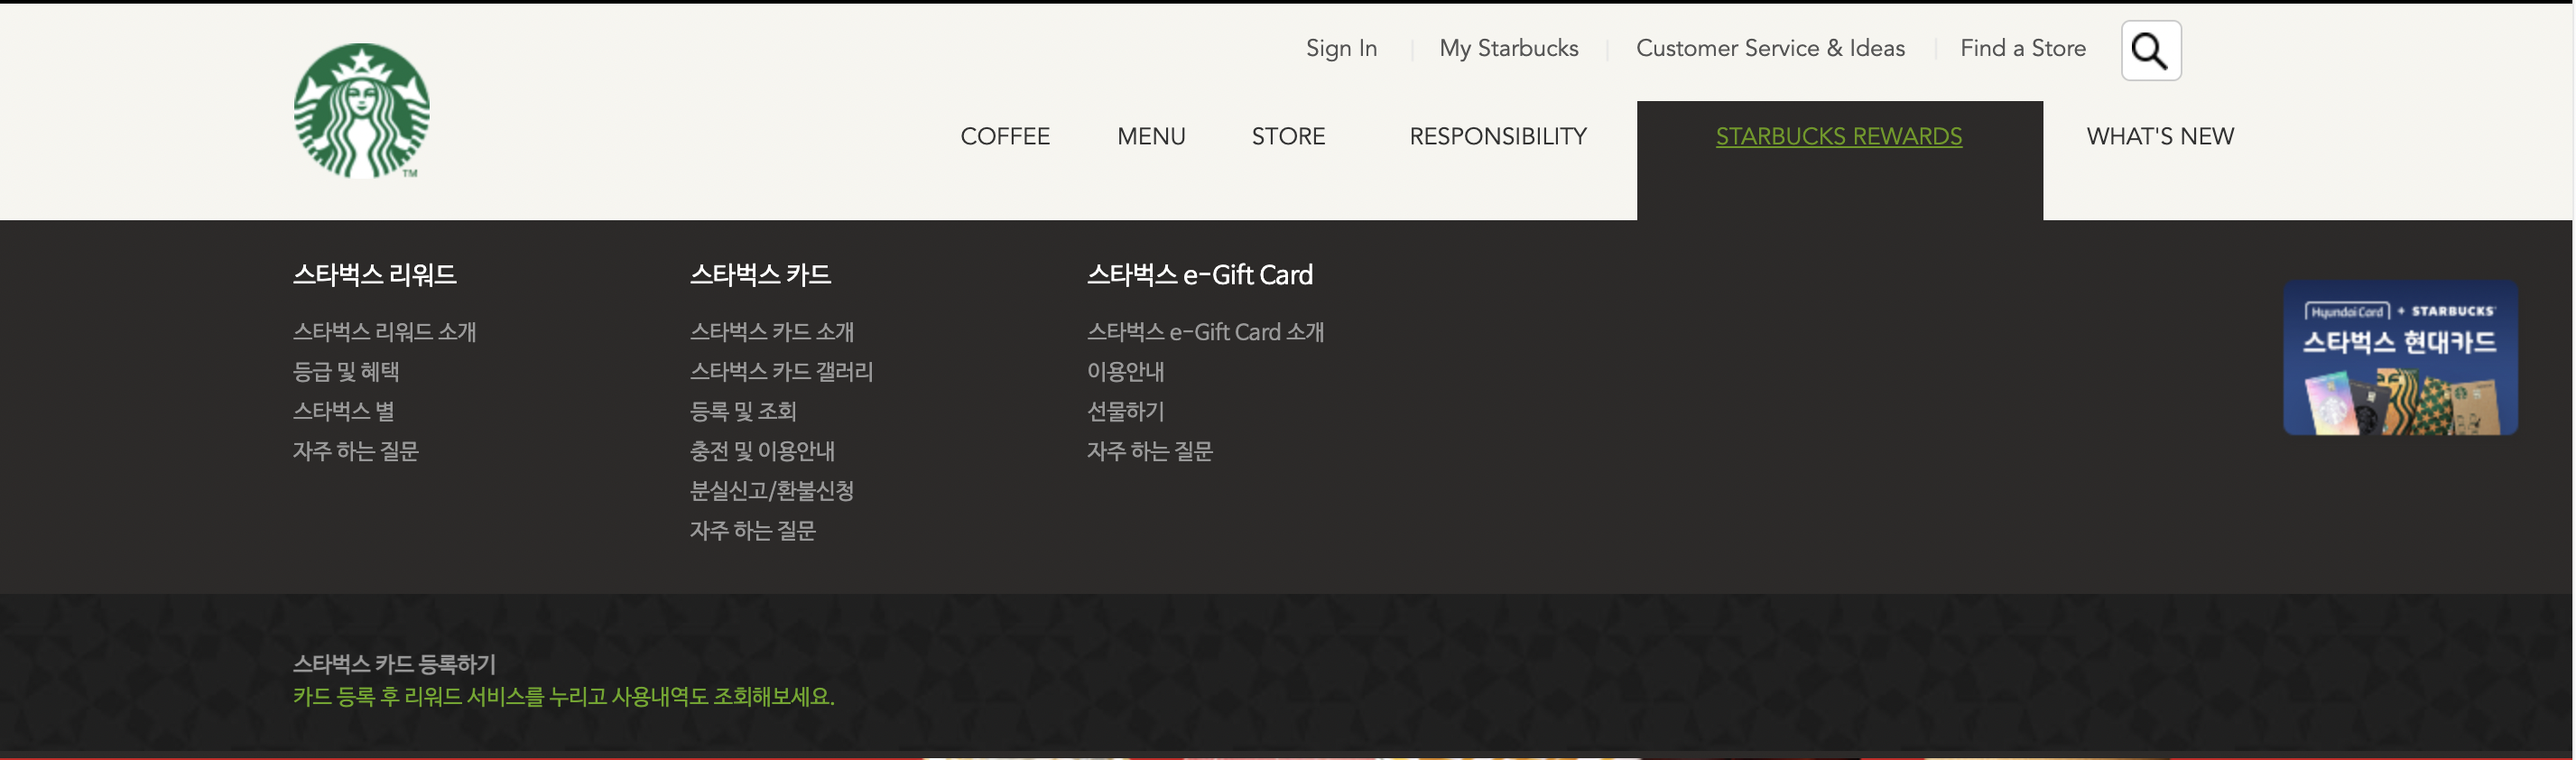 Sign In
My Starbucks
Customer Service & Ideas
Find a Store
TM
COFFEE
MENU
STORE
RESPONSIBILITY
STARBUCKS REWARDS
WHAT'S NEW
스타벅스 리워드
스타벅스 리워드 소개
등급 및 혜택
스타벅스 별
자주 하는 질문
스타벅스 카드
스타벅스 카드 소개
스타벅스 카드 갤러리
등록 및 조회
충전 및 이용안내
분실신고/환불신청
자주 하는 질문
스타벅스 e-Gift Card
스타벅스 e-Gift Card 소개
이용안내
선물하기
자주 하는 질문
Hyundai Card + STARBUCKS
스타벅스 현대카드
스타벅스 카드 등록하기
카드 등록 후 리워드 서비스를 누리고 사용내역도 조회해보세요.